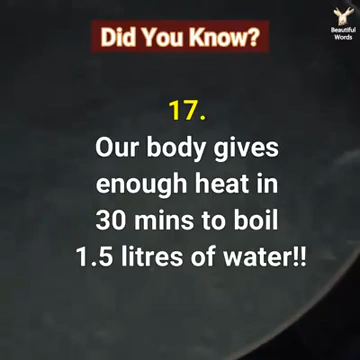 Did You Know?
Beautiful
Words
17.
Our body gives
enough heat in
30 mins to boil
1.5 litres of water!!